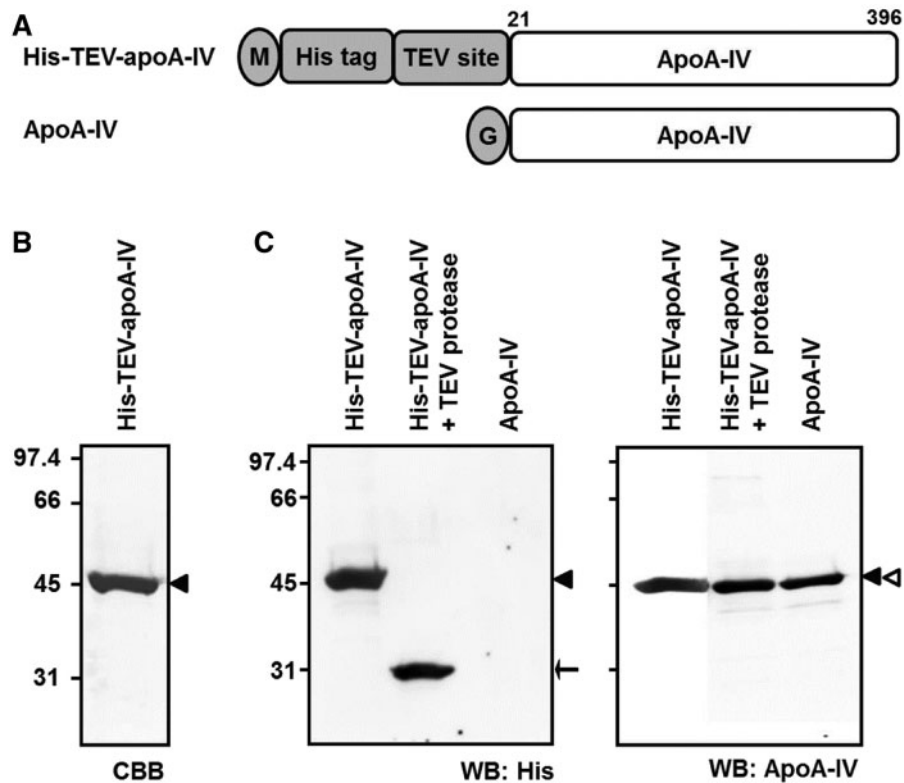 A
21 396
His-TEV-apoA-IV M His tag TEV site ApoA-IV
ApoA-IV G ApoA-IV
B
His-TEV-apoA-IV
97.4
66
45
31
CBB
C
His-TEV-apoA-IV
His-TEV-apoA-IV
+ TEV protease
ApoA-IV
97.4
66
45
31
WB: His
His-TEV-apoA-IV
His-TEV-apoA-IV
+ TEV protease
ApoA-IV
WB: ApoA-IV